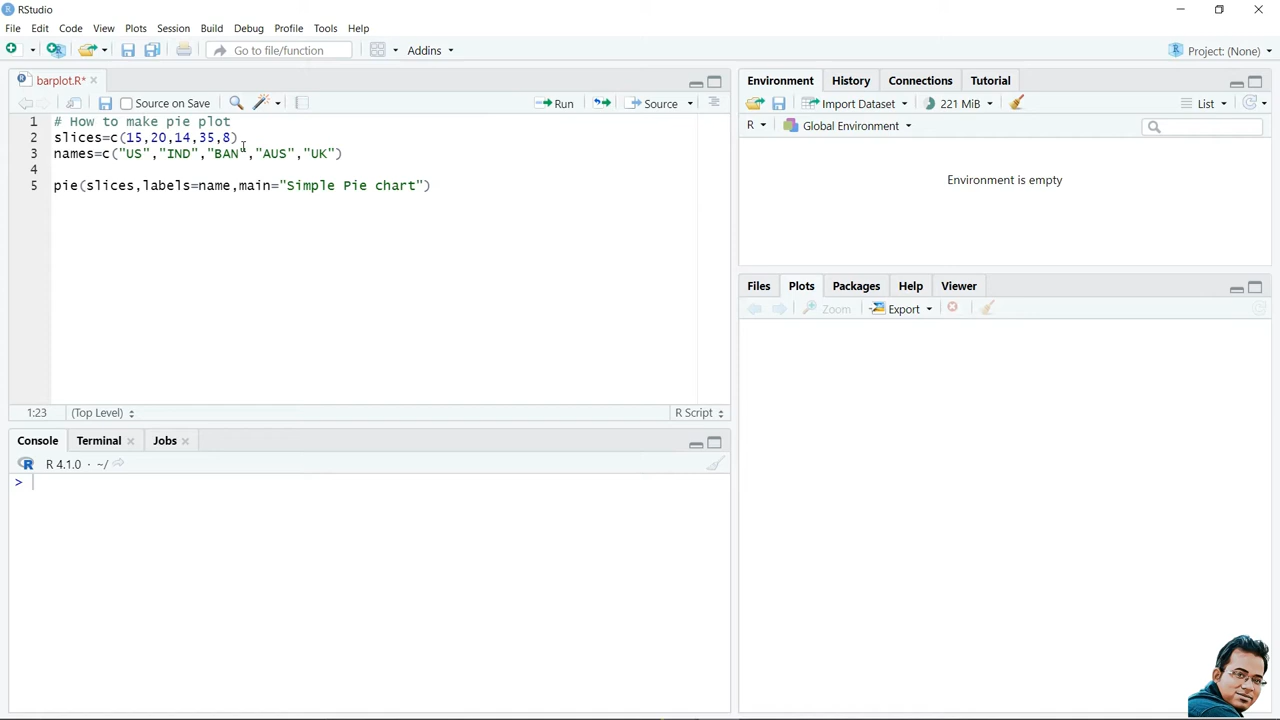 RStudio
File Edit Code View Plots Session Build Debug Profile Tools Help
Go to file/function Addins Project: (None)
barplot.R*
Source on Save Run Source
1 # How to make pie plot
2 slices=c(15,20,14,35,8)
3 names=c("US","IND","BAN","AUS","UK")
4
5 pie(slices,labels=name,main="Simple Pie chart")
1:23 (Top Level) R Script
Console Terminal Jobs
R R 4.1.0 · ~/
>
Environment History Connections Tutorial
Import Dataset 221 MiB List
R Global Environment
Environment is empty
Files Plots Packages Help Viewer
Zoom Export